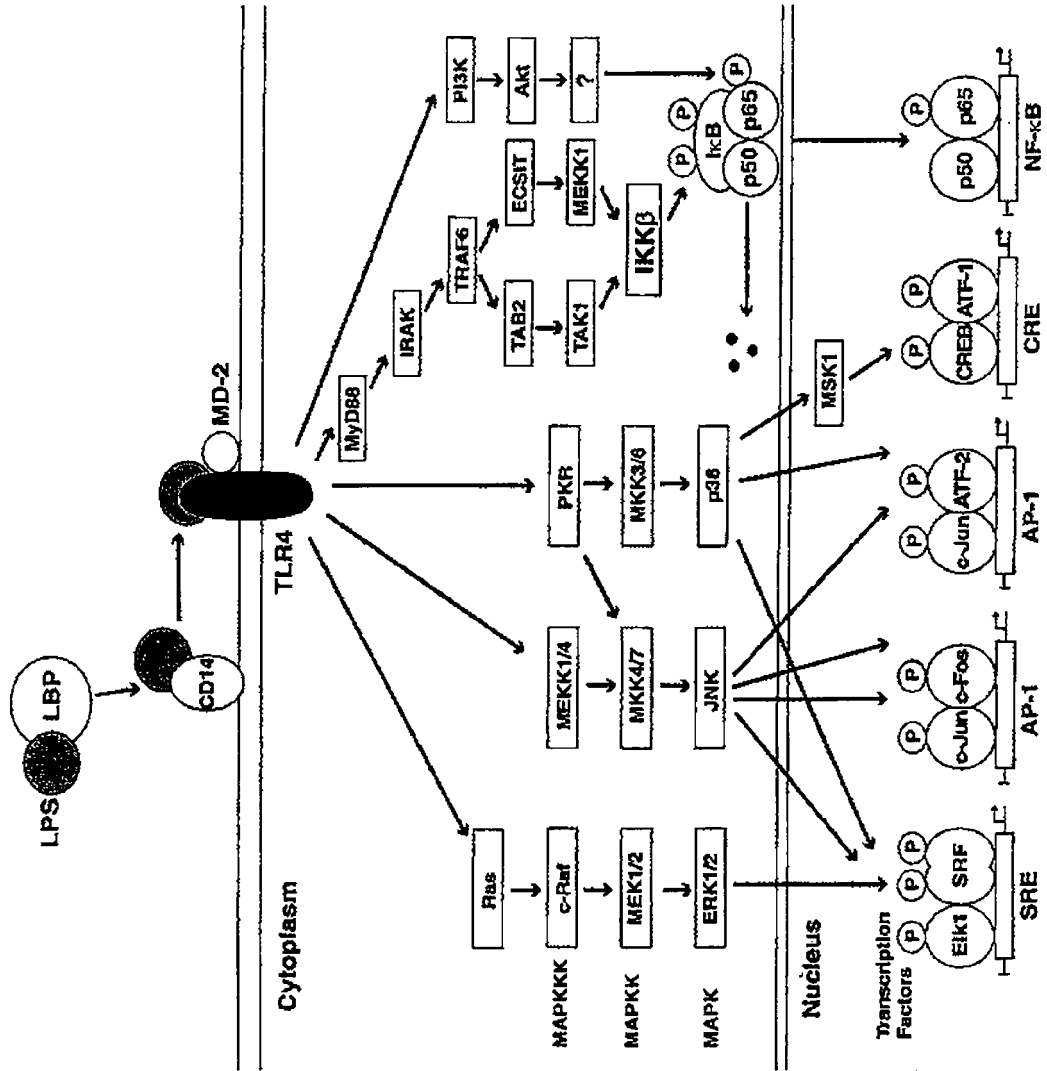 LPS
LBP
CD14
MD-2
TLR4
Cytoplasm
PI3K
Akt
?
MyD88
IRAK
TRAF6
TAB2
ECSIT
TAK1
MEKK1
IKKβ
P
P
IκB
P
p50
p65
Ras
MAPKKK
c-Raf
MEKK1/4
PKR
MAPKK
MEK1/2
MKK4/7
MKK3/6
MAPK
ERK1/2
JNK
p38
Nucleus
MSK1
Transcription
Factors
P
P
P
Elk1
SRF
SRE
P
P
c-Jun
c-Fos
AP-1
P
P
c-Jun
ATF-2
AP-1
P
P
CREB
ATF-1
CRE
P
p50
p65
NF-κB